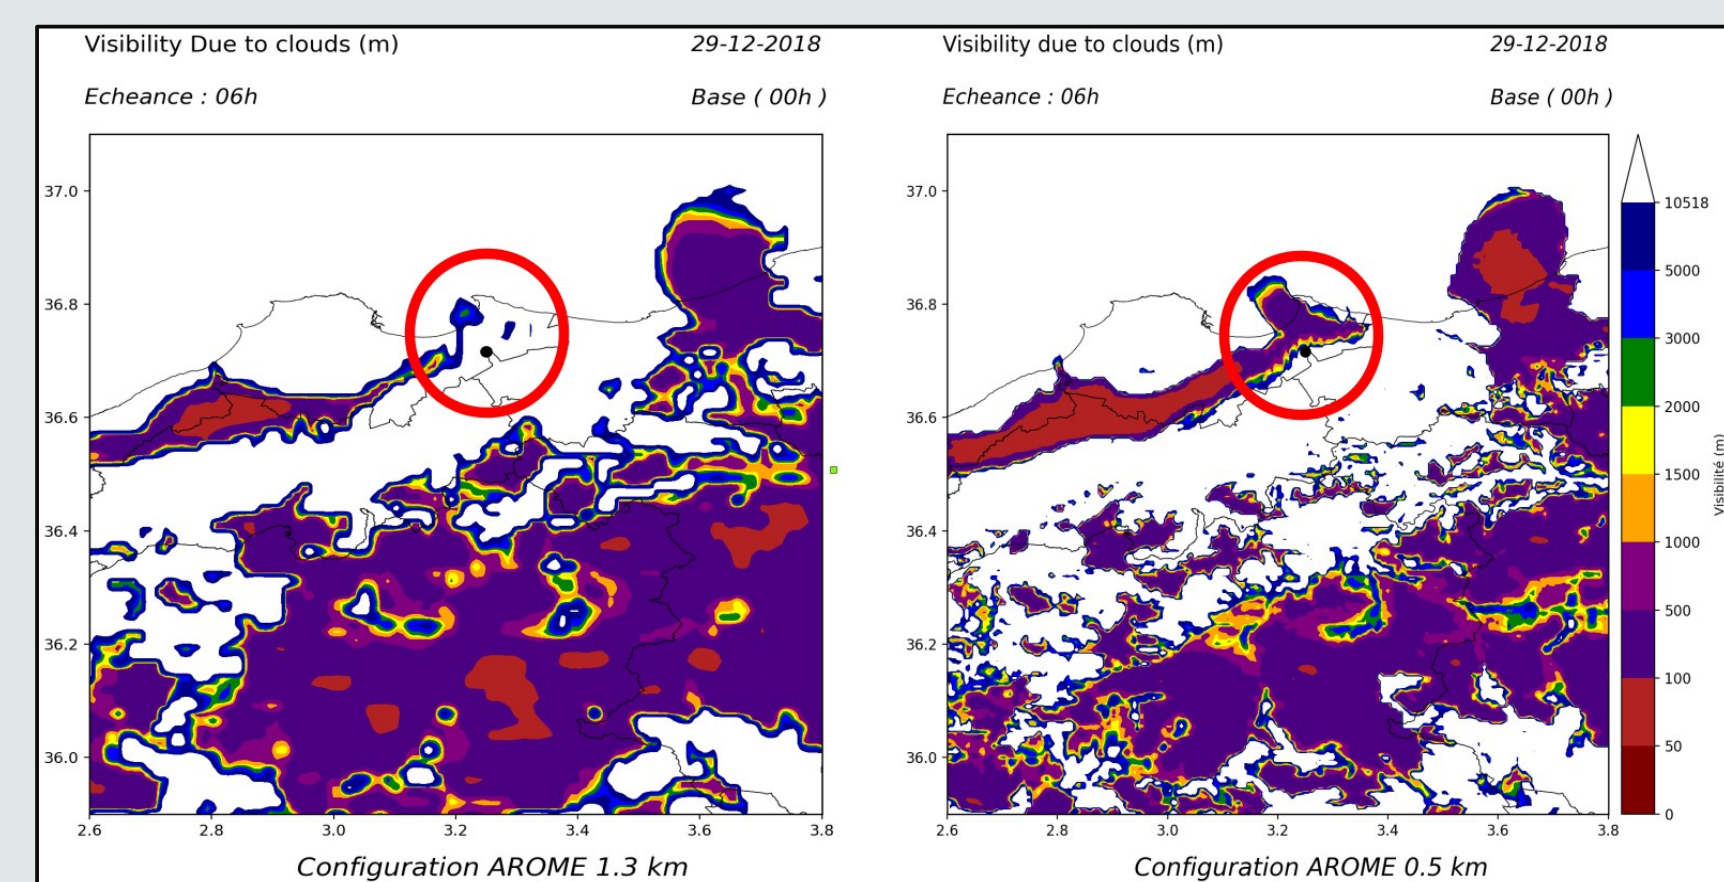 Visibility Due to clouds (m) 29-12-2018
Echeance : 06h Base ( 00h )
37.0
36.8
36.6
36.4
36.2
36.0
2.6 2.8 3.0 3.2 3.4 3.6 3.8
Configuration AROME 1.3 km
Visibility due to clouds (m) 29-12-2018
Echeance : 06h Base ( 00h )
37.0
36.8
36.6
36.4
36.2
36.0
2.6 2.8 3.0 3.2 3.4 3.6 3.8
Configuration AROME 0.5 km
10518
5000
3000
2000
1500
1000
500
100
50
0
Visibilité (m)